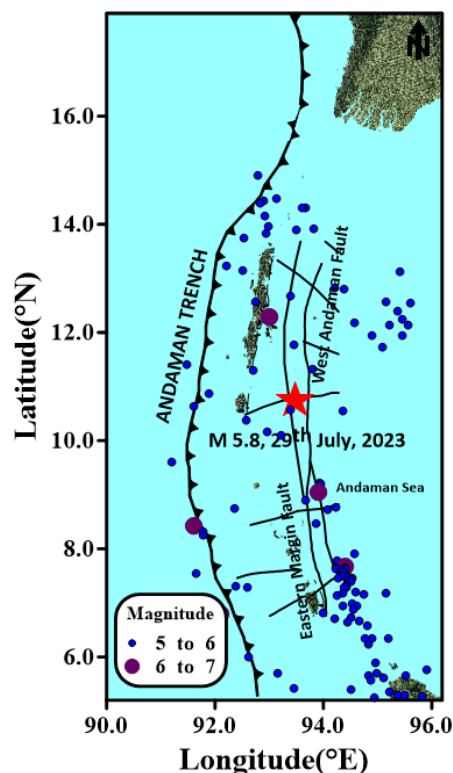 N
16.0
14.0
12.0
10.0
8.0
6.0
Latitude(°N)
ANDAMAN TRENCH
West Andaman Fault
M 5.8, 29th July, 2023
Andaman Sea
Eastern Margin Fault
Magnitude
5 to 6
6 to 7
90.0 92.0 94.0 96.0
Longitude(°E)